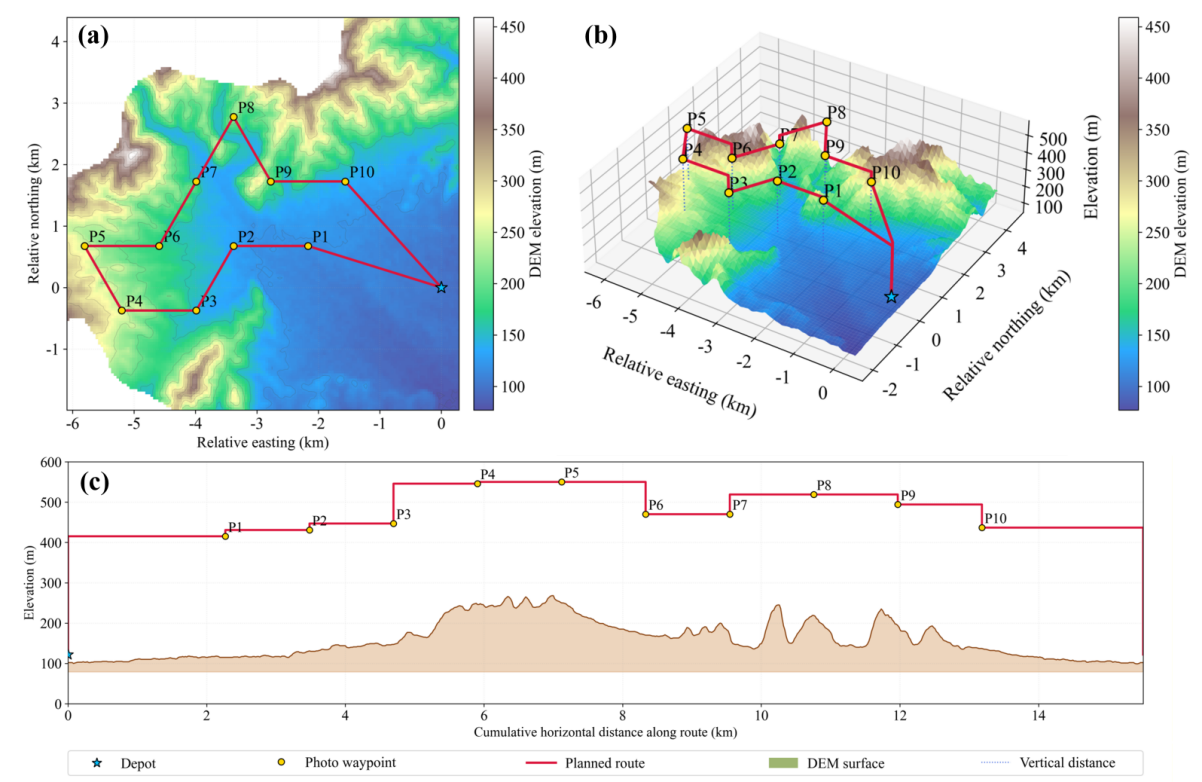 (a)
4
3
2
1
0
-1
Relative northing (km)
P8
P7
P9
P10
P5
P6
P2
P1
P4
P3
-6
-5
-4
-3
-2
-1
0
Relative easting (km)
450
400
350
300
250
200
150
100
DEM elevation (m)
(b)
P5
P8
P7
P4
P6
P9
P2
P10
P3
P1
500
400
300
200
100
Elevation (m)
-6
-5
-4
-3
-2
-1
0
Relative easting (km)
-2
-1
0
1
2
3
4
Relative northing (km)
450
400
350
300
250
200
150
100
DEM elevation (m)
(c)
600
500
400
300
200
100
0
Elevation (m)
P1
P2
P3
P4
P5
P6
P7
P8
P9
P10
0
2
4
6
8
10
12
14
Cumulative horizontal distance along route (km)
Depot
Photo waypoint
Planned route
DEM surface
Vertical distance